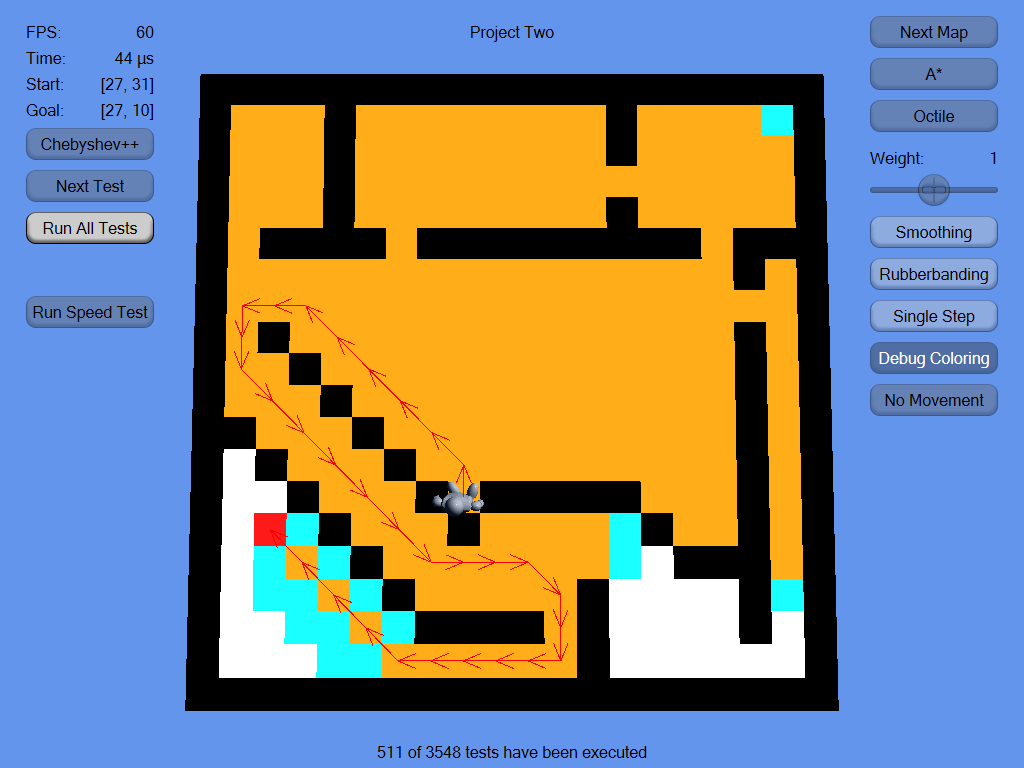 Project Two
FPS: 60
Time: 44 µs
Start: [27, 31]
Goal: [27, 10]
Chebyshev++
Next Test
Run All Tests
Run Speed Test
Next Map
A*
Octile
Weight: 1
Smoothing
Rubberbanding
Single Step
Debug Coloring
No Movement
511 of 3548 tests have been executed